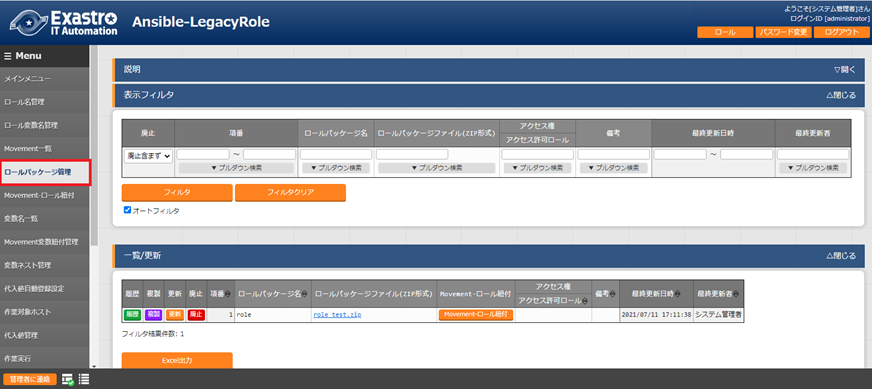 Exastro
IT Automation
Ansible-LegacyRole
ようこそ[システム管理者]さん
ログインID [administrator]
ロール
パスワード変更
ログアウト
Menu
メインメニュー
ロール名管理
ロール変数名管理
Movement一覧
ロールパッケージ管理
Movement-ロール紐付
変数名一覧
Movement変数紐付管理
変数ネスト管理
代入値自動登録設定
作業対象ホスト
代入値管理
作業実行
管理者に連絡
説明
▽開く
表示フィルタ
△閉じる
廃止
項番
ロールパッケージ名
ロールパッケージファイル(ZIP形式)
アクセス権
アクセス許可ロール
備考
最終更新日時
最終更新者
廃止含まず
～
～
▼ プルダウン検索
▼ プルダウン検索
▼ プルダウン検索
▼ プルダウン検索
▼ プルダウン検索
▼ プルダウン検索
フィルタ
フィルタクリア
オートフィルタ
一覧/更新
△閉じる
履歴
複製
更新
廃止
項番
ロールパッケージ名
ロールパッケージファイル(ZIP形式)
Movement-ロール紐付
アクセス権
アクセス許可ロール
備考
最終更新日時
最終更新者
履歴
複製
更新
廃止
1
role
role_test.zip
Movement-ロール紐付
2021/07/11 17:11:38
システム管理者
フィルタ結果件数: 1
Excel出力